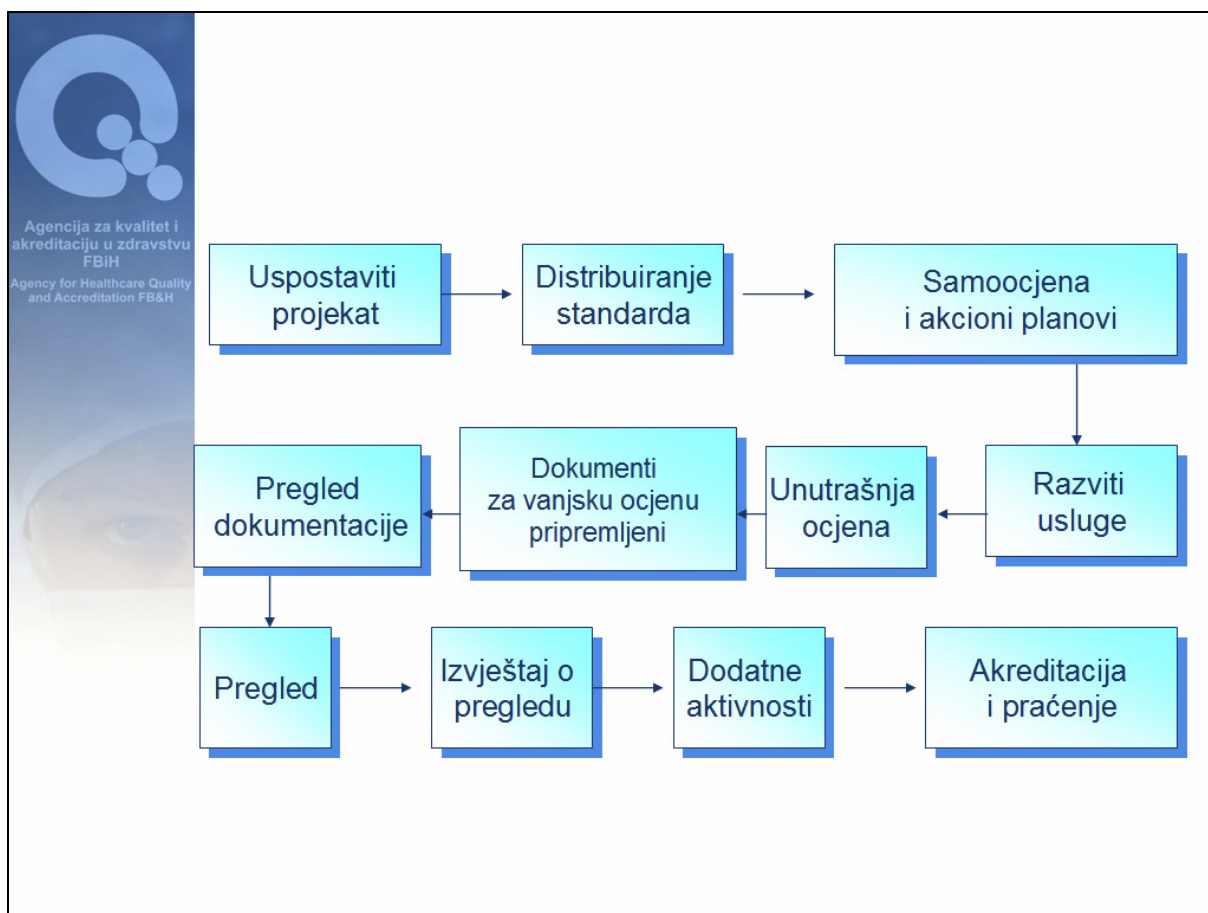 Agencija za kvalitet i
akreditaciju u zdravstvu
FBiH
Agency for Healthcare Quality
and Accreditation FB&H
Uspostaviti
projekat
Distribuiranje
standarda
Samoocjena
i akcioni planovi
Razviti
usluge
Unutrašnja
ocjena
Dokumenti
za vanjsku ocjenu
pripremljeni
Pregled
dokumentacije
Pregled
Izvještaj o
pregledu
Dodatne
aktivnosti
Akreditacija
i praćenje